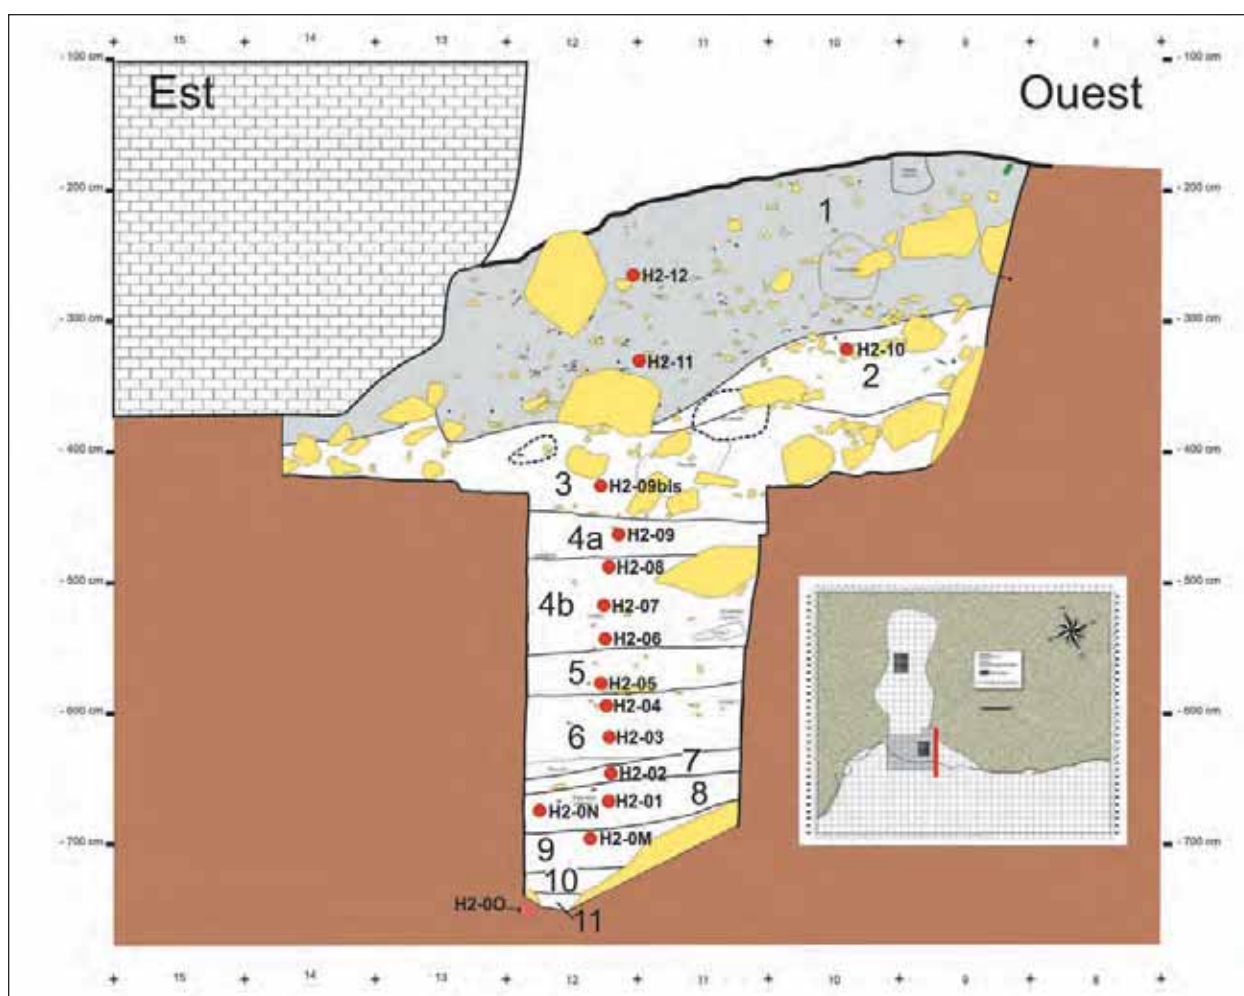 15 14 13 12 11 10 9 8
- 100 cm - 100 cm
Est Ouest
- 200 cm - 200 cm
1
H2-12
- 300 cm - 300 cm
H2-11 H2-10
2
- 400 cm - 400 cm
3 H2-09bis
4a H2-09
H2-08
- 500 cm - 500 cm
4b H2-07
H2-06
5 H2-05
- 600 cm - 600 cm
H2-04
6 H2-03
7
H2-02
8
H2-01
H2-0N
- 700 cm - 700 cm
9 H2-0M
10
H2-0O
11
15 14 13 12 11 10 9 8